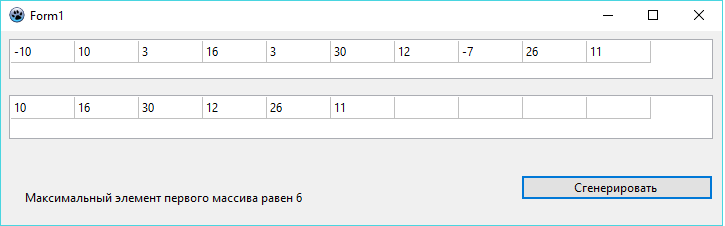 Form1
-10 10 3 16 3 30 12 -7 26 11
10 16 30 12 26 11
Сгенерировать
Максимальный элемент первого массива равен 6